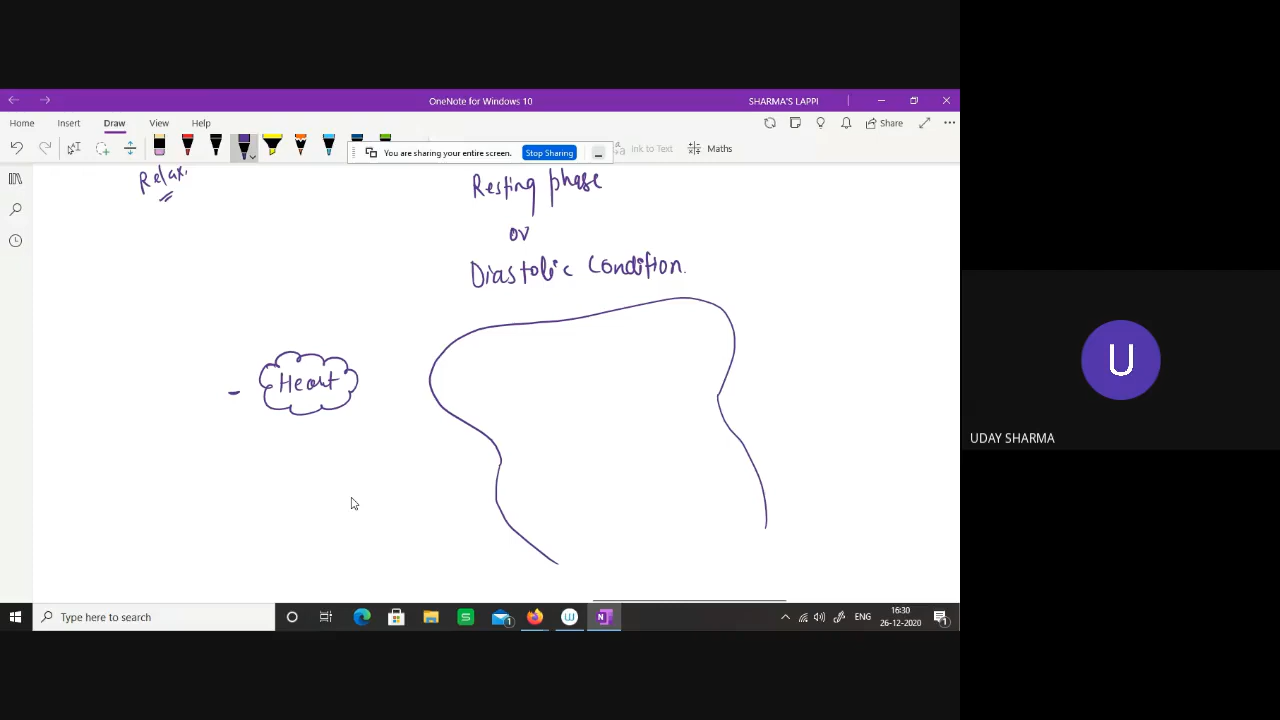 OneNote for Windows 10
SHARMA'S LAPPI
Home Insert Draw View Help
Share
You are sharing your entire screen. Stop Sharing
Ink to Text Maths
Relax.
Resting phase
or
Diastolic Condition.
Heart
U
UDAY SHARMA
Type here to search
ENG
16:30
26-12-2020